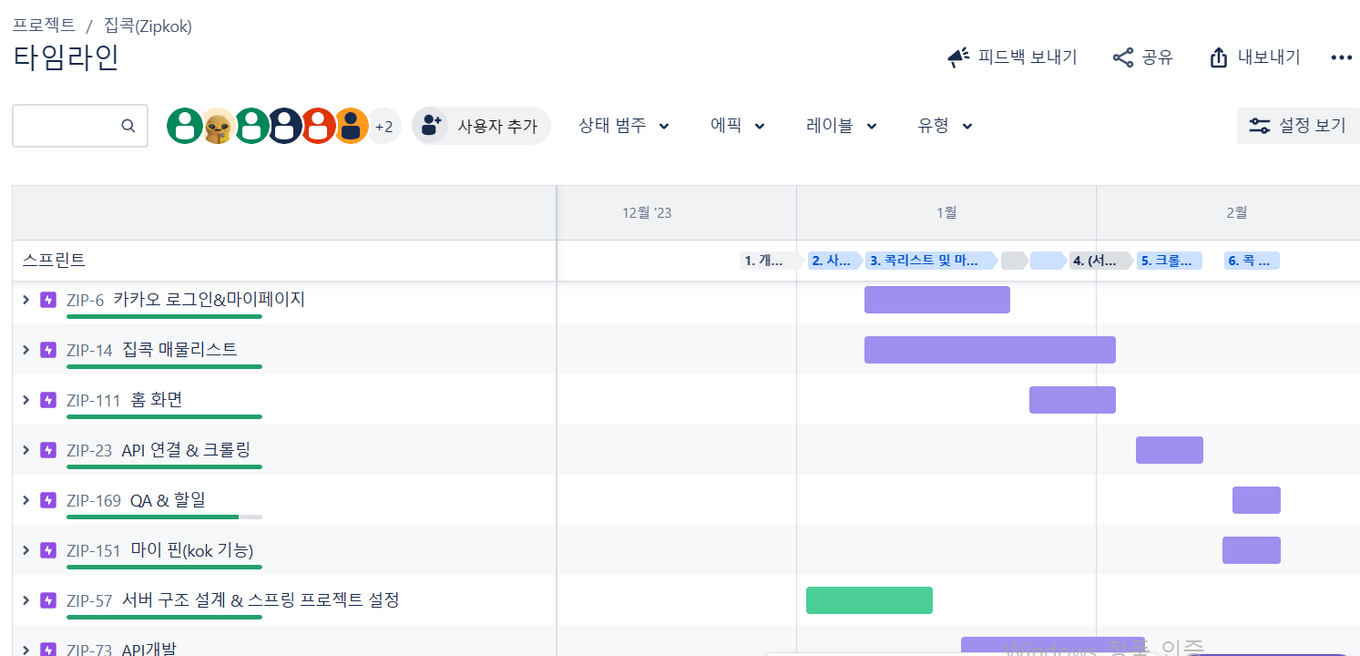 프로젝트 / 집콕(Zipkok)
타임라인
피드백 보내기
공유
내보내기
+2
사용자 추가
상태 범주
에픽
레이블
유형
설정 보기
12월 '23
1월
2월
스프린트
1. 개...
2. 사...
3. 콕리스트 및 마...
4. (서...
5. 크롤...
6. 콕 ...
ZIP-6 카카오 로그인&마이페이지
ZIP-14 집콕 매물리스트
ZIP-111 홈 화면
ZIP-23 API 연결 & 크롤링
ZIP-169 QA & 할일
ZIP-151 마이 핀(kok 기능)
ZIP-57 서버 구조 설계 & 스프링 프로젝트 설정
ZIP-73 API개발
Windows 정품 인증